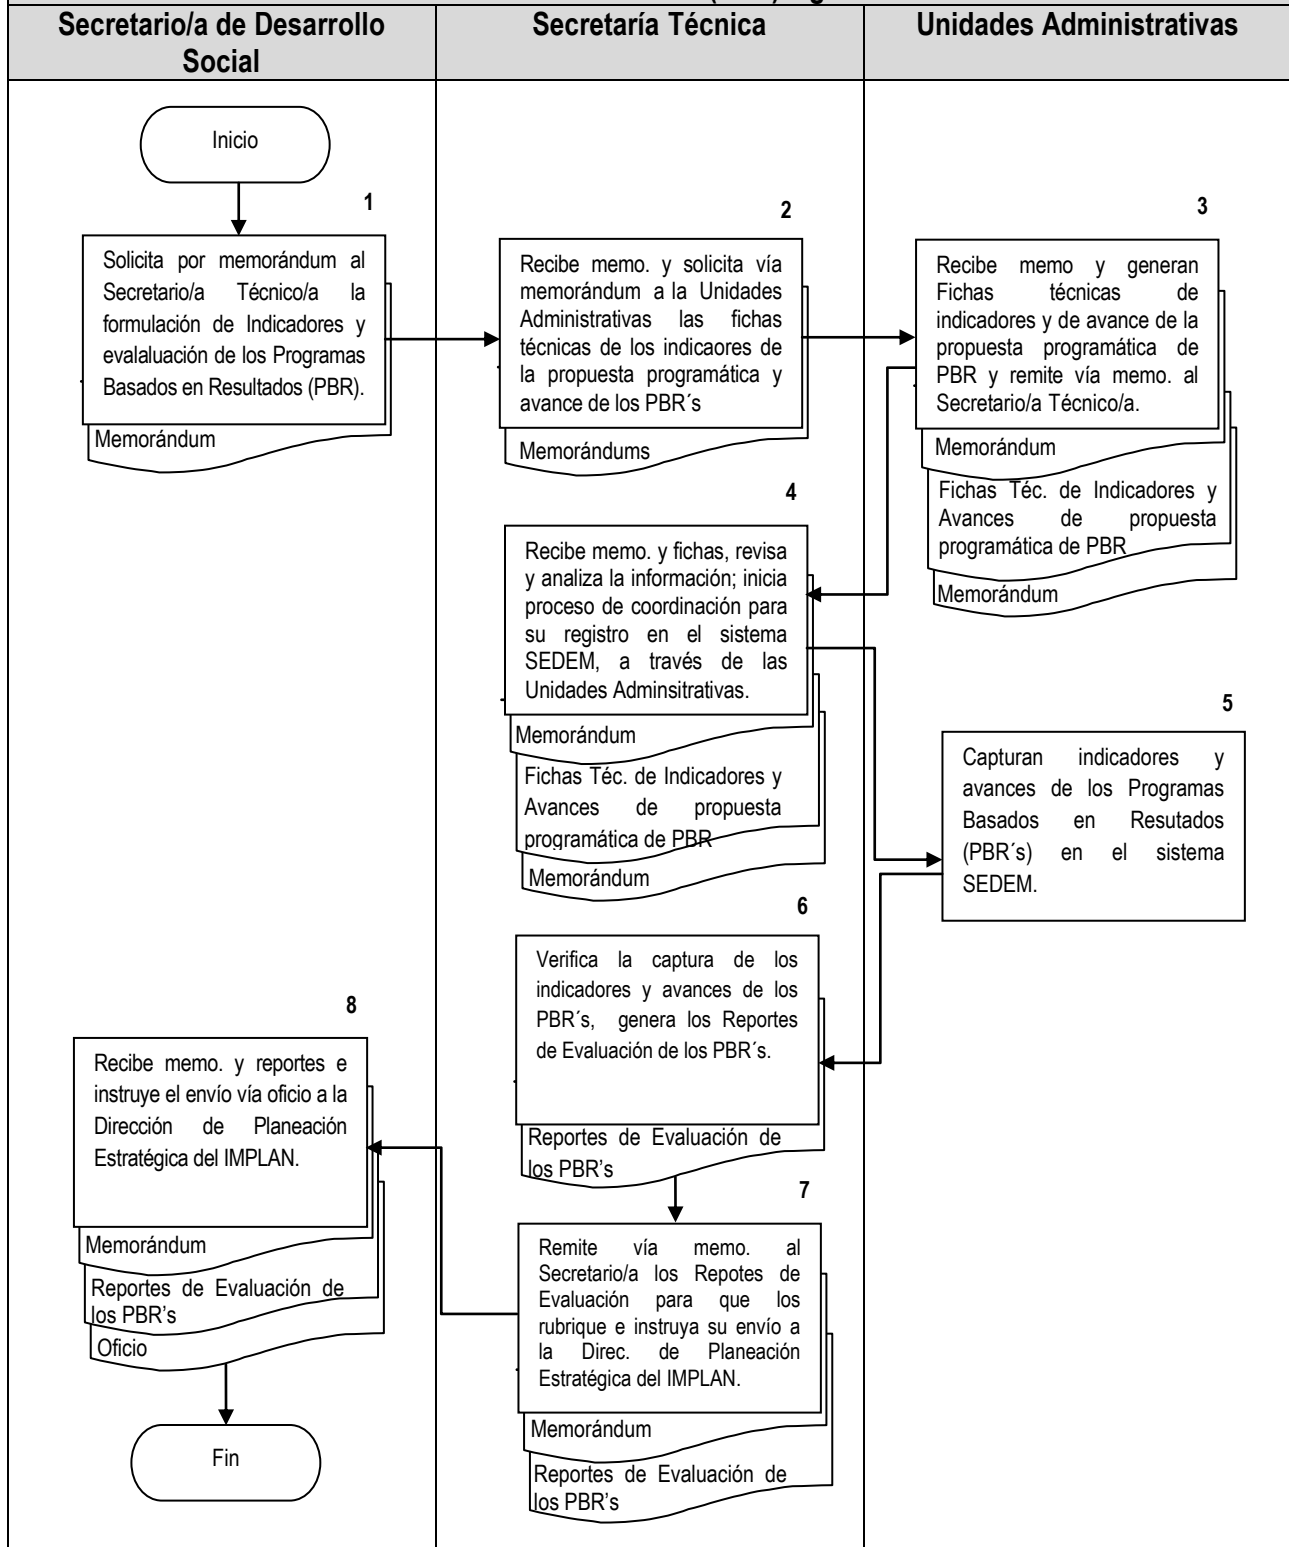 Secretario/a de Desarrollo
Social
Secretaría Técnica
Unidades Administrativas
Inicio
1
Solicita por memorándum al
Secretario/a Técnico/a la
formulación de Indicadores y
evalaluación de los Programas
Basados en Resultados (PBR).
Memorándum
2
Recibe memo. y solicita vía
memorándum a la Unidades
Administrativas las fichas
técnicas de los indicaores de
la propuesta programática y
avance de los PBR´s
Memorándums
3
Recibe memo y generan
Fichas técnicas de
indicadores y de avance de la
propuesta programática de
PBR y remite vía memo. al
Secretario/a Técnico/a.
Memorándum
Fichas Téc. de Indicadores y
Avances de propuesta
programática de PBR
Memorándum
4
Recibe memo. y fichas, revisa
y analiza la información; inicia
proceso de coordinación para
su registro en el sistema
SEDEM, a través de las
Unidades Adminsitrativas.
Memorándum
Fichas Téc. de Indicadores y
Avances de propuesta
programática de PBR
Memorándum
5
Capturan indicadores y
avances de los Programas
Basados en Resutados
(PBR´s) en el sistema
SEDEM.
6
Verifica la captura de los
indicadores y avances de los
PBR´s, genera los Reportes
de Evaluación de los PBR´s.
Reportes de Evaluación de
los PBR's
7
Remite vía memo. al
Secretario/a los Repotes de
Evaluación para que los
rubrique e instruya su envío a
la Direc. de Planeación
Estratégica del IMPLAN.
Memorándum
Reportes de Evaluación de
los PBR's
8
Recibe memo. y reportes e
instruye el envío vía oficio a la
Dirección de Planeación
Estratégica del IMPLAN.
Memorándum
Reportes de Evaluación de
los PBR's
Oficio
Fin